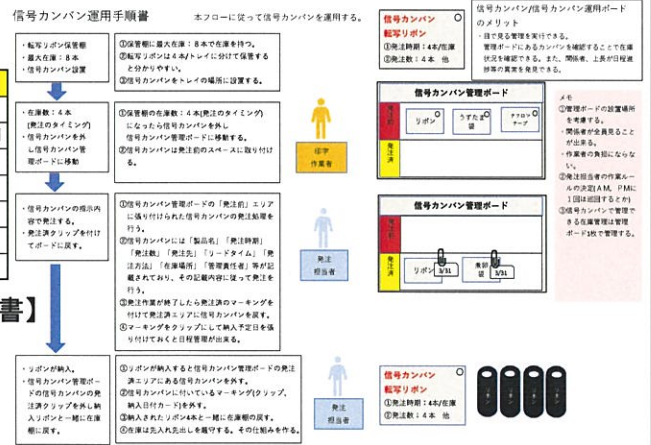 信号カンバン運用手順書
本フローに従って信号カンバンを運用する。
・転写リボン保管棚
・最大在庫：8本
・信号カンバン設置
①保管棚に最大在庫：8本で在庫を持つ。
②転写リボンは4本/トレイに分けて保管する
と分かりやすい。
③信号カンバンをトレイの場所に設置する。
・在庫数：4本
(発注のタイミング)
・信号カンバンを外
し信号カンバン管
理ボードに移動
①保管棚の在庫数：4本(発注のタイミング)
になったら信号カンバンを外し
信号カンバン管理ボードに移動する。
②信号カンバンは発注前のスペースに取り付け
る。
印字
作業者
・信号カンバンの指示内
容で発注する。
・発注済クリップを付け
てボードに戻す。
①信号カンバン管理ボードの「発注前」エリア
に張り付けられた信号カンバンの発注処理を
行う。
②信号カンバンには「製品名」「発注時期」
「発注数」「発注先」「リードタイム」「発
注方法」「在庫場所」「管理責任者」等が記
載されており、その記載内容に従って発注を
行う。
③発注作業が終了したら発注済のマーキングを
付けて発注済エリアに信号カンバンを戻す。
④マーキングをクリップにして納入予定日を張
り付けておくと日程管理が出来る。
発注
担当者
書】
・リボンが納入。
・信号カンバン管理ボー
ドの信号カンバンの発
注済クリップを外し納
入リボンと一緒に在庫
棚に戻す。
①リボンが納入すると信号カンバン管理ボードの発注
済エリアにある信号カンバンを外す。
②信号カンバンに付いているマーキング(クリップ、
納入日付カード)を外す。
③納入されたリボン4本と一緒に在庫棚の戻す。
④在庫は先入れ先出しを厳守する。その仕組みを作る。
発注
担当者
信号カンバン
転写リボン
①発注時期：4本/在庫
②発注数：4本 他
信号カンバン/信号カンバン運用ボード
のメリット
・目で見る管理を実行できる。
管理ボードにあるカンバンを確認することで在庫
状況を確認できる。また、関係者、上長が日程進
捗等の異常を発見できる。
信号カンバン管理ボード
発注前
リボン
うずたま
袋
テフロン
テープ
発注済
信号カンバン管理ボード
発注前
発注済
リボン
3/31
袋
3/31
メモ
①管理ボードの設置場所
を考慮する。
・関係者が全員見ること
が出来る。
・作業者の負担にならな
い。
②発注担当者の作業ルー
ルの決定(AM、PMに
1回は巡回するとか)
③信号カンバンで管理で
きる在庫管理は管理
ボード1枚で管理する。
信号カンバン
転写リボン
①発注時期：4本/在庫
②発注数：4本 他
リボン
リボン
リボン
リボン